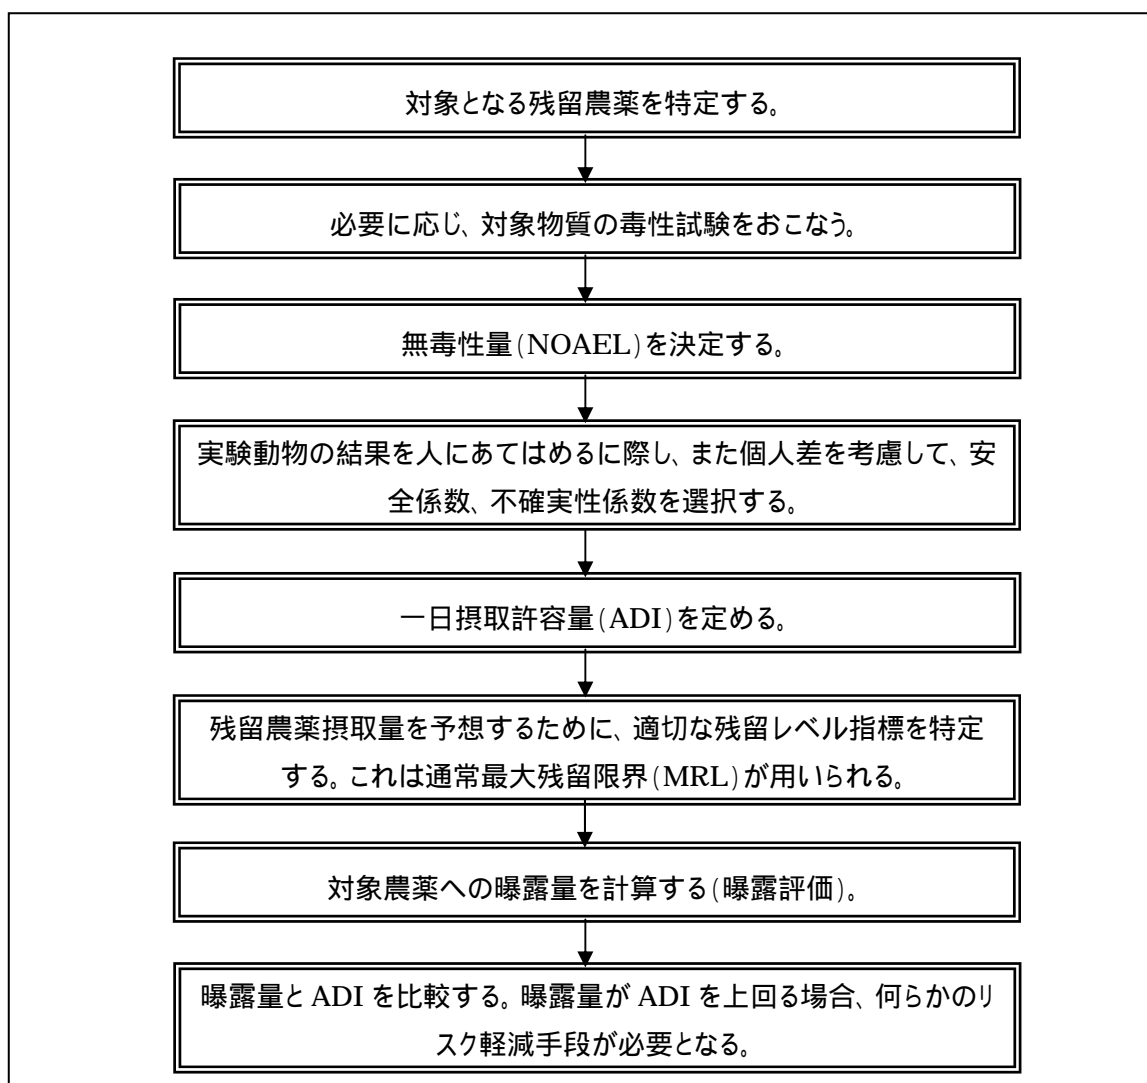 対象となる残留農薬を特定する。
必要に応じ、対象物質の毒性試験をおこなう。
無毒性量(NOAEL)を決定する。
実験動物の結果を人にあてはめるに際し、また個人差を考慮して、安
全係数、不確実性係数を選択する。
一日摂取許容量(ADI)を定める。
残留農薬摂取量を予想するために、適切な残留レベル指標を特定
する。これは通常最大残留限界(MRL)が用いられる。
対象農薬への曝露量を計算する(曝露評価)。
曝露量と ADI を比較する。曝露量が ADI を上回る場合、何らかのリ
スク軽減手段が必要となる。